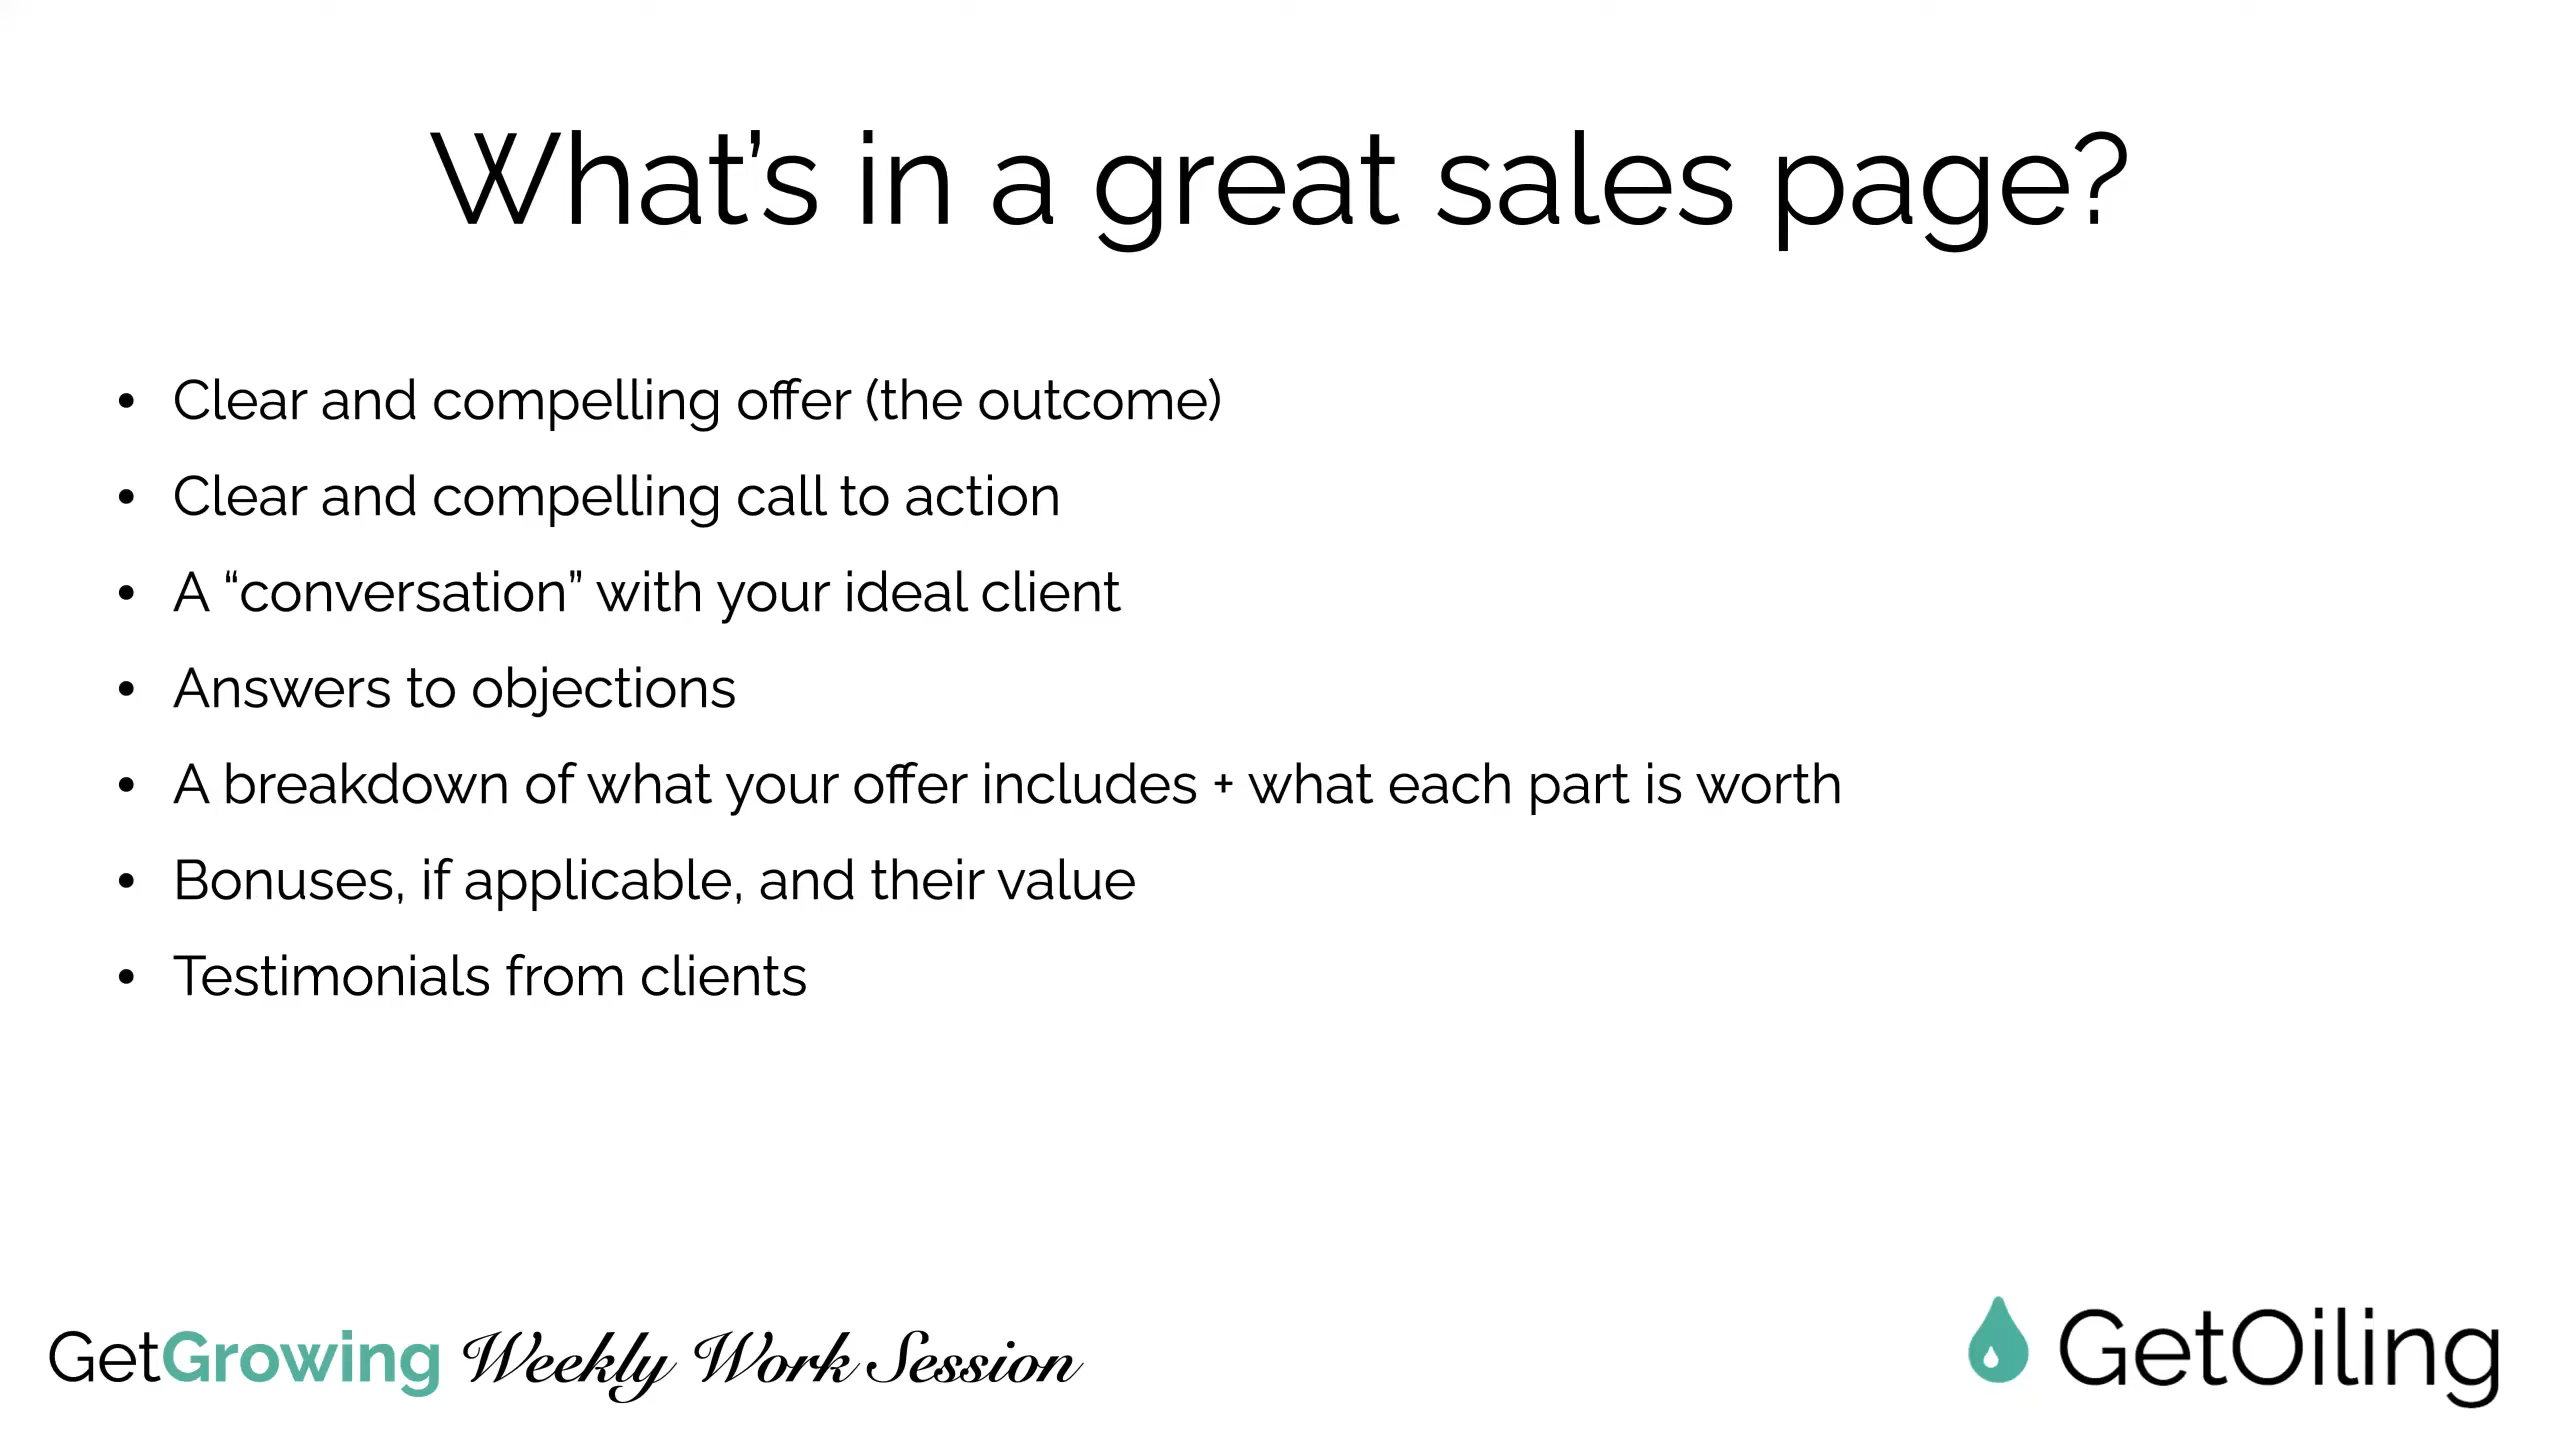 What’s in a great sales page?
• Clear and compelling offer (the outcome)
• Clear and compelling call to action
• A “conversation” with your ideal client
• Answers to objections
• A breakdown of what your offer includes + what each part is worth
• Bonuses, if applicable, and their value
• Testimonials from clients
GetGrowing Weekly Work Session
GetOiling